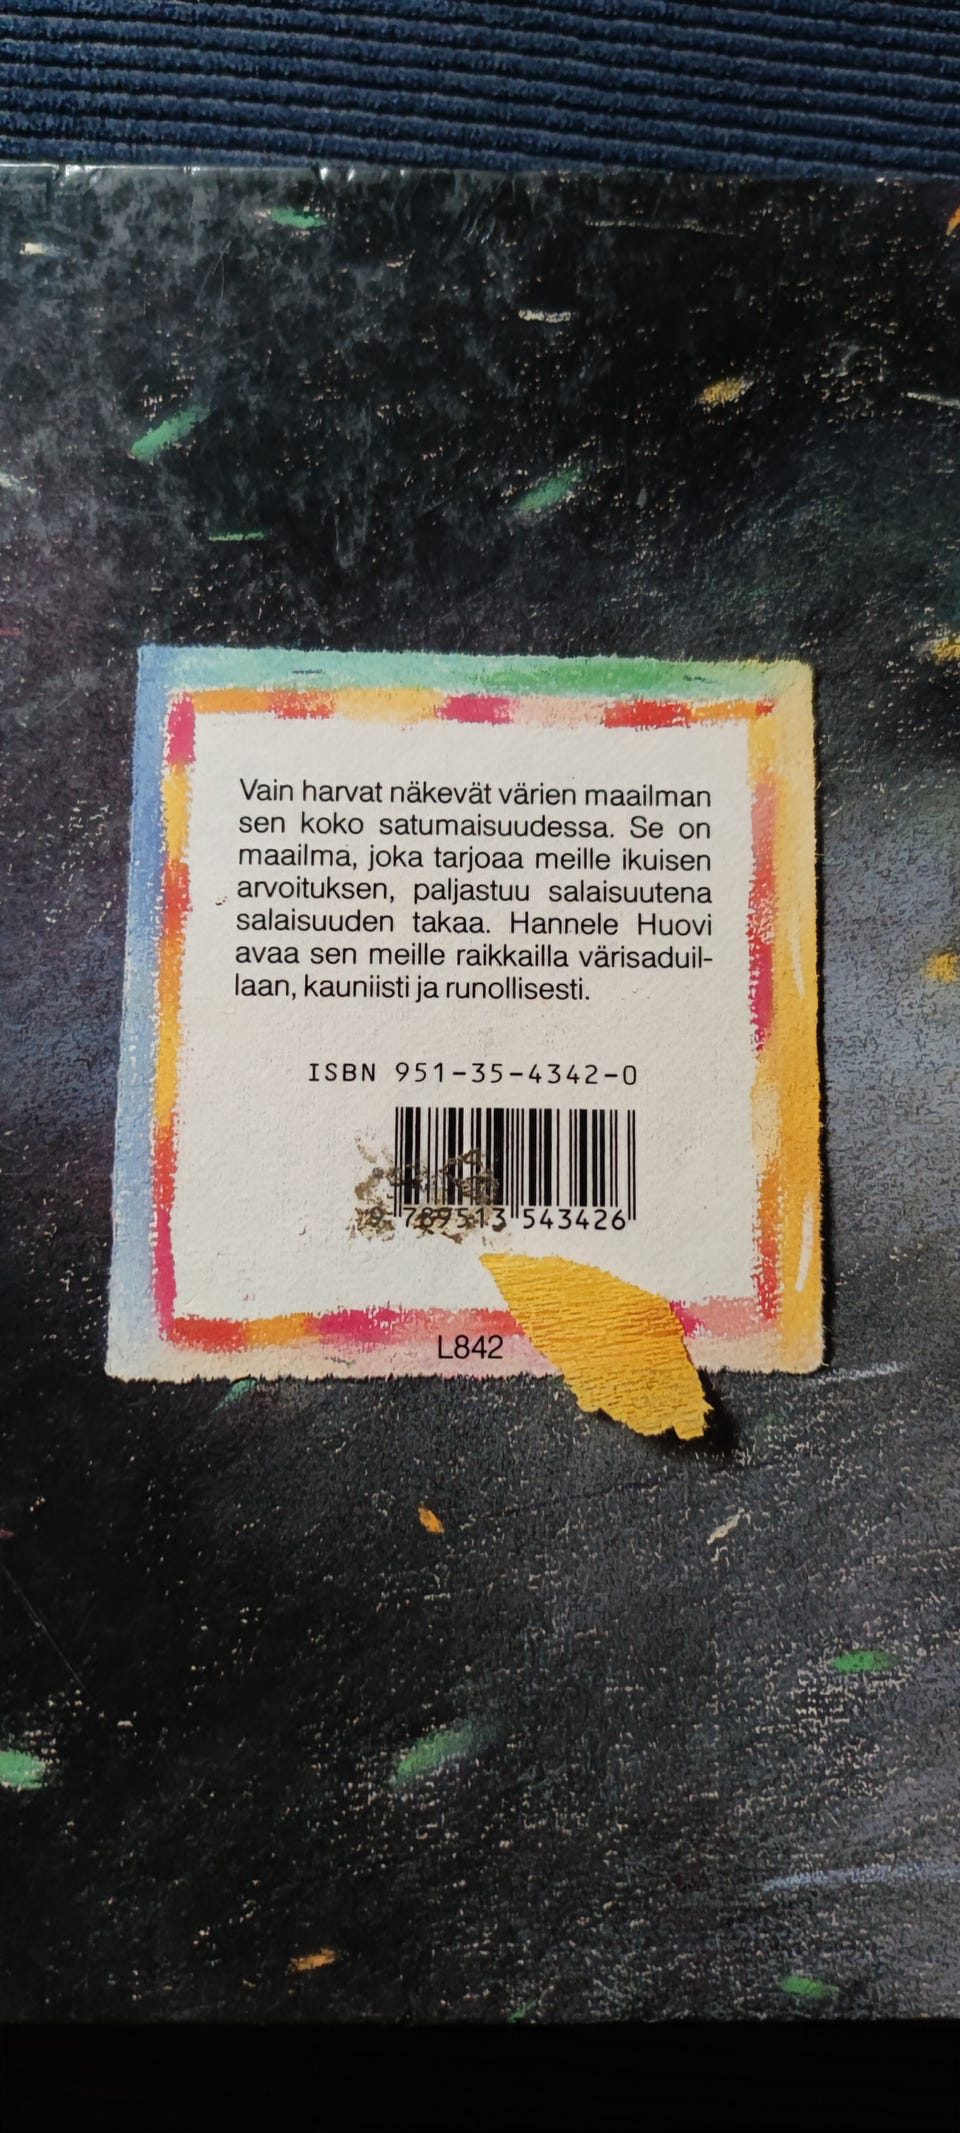 Vain harvat näkevät värien maailman
sen koko satumaisuudessa. Se on
maailma, joka tarjoaa meille ikuisen
arvoituksen, paljastuu salaisuutena
salaisuuden takaa. Hannele Huovi
avaa sen meille raikkailla värisaduil-
laan, kauniisti ja runollisesti.
ISBN 951-35-4342-0
9 789513 543426
L842